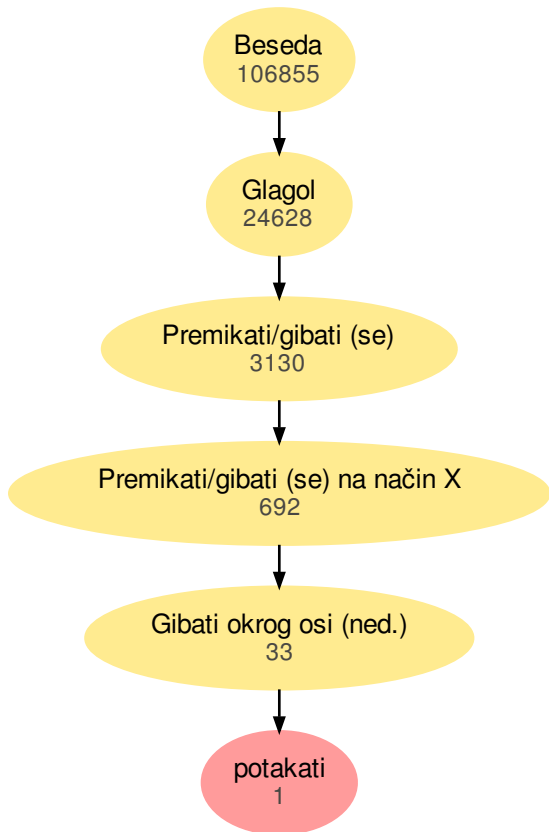 Beseda
106855
Glagol
24628
Premikati/gibati (se)
3130
Premikati/gibati (se) na način X
692
Gibati okrog osi (ned.)
33
potakati
1